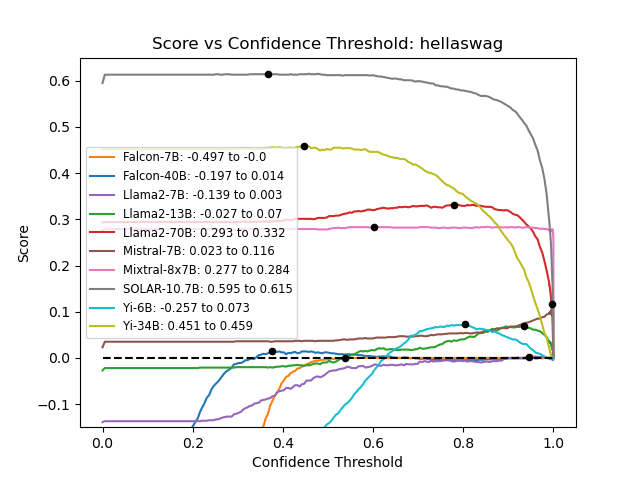 Score vs Confidence Threshold: hellaswag
0.6
0.5
0.4
0.3
0.2
0.1
0.0
−0.1
Score
Falcon-7B: -0.497 to -0.0
Falcon-40B: -0.197 to 0.014
Llama2-7B: -0.139 to 0.003
Llama2-13B: -0.027 to 0.07
Llama2-70B: 0.293 to 0.332
Mistral-7B: 0.023 to 0.116
Mixtral-8x7B: 0.277 to 0.284
SOLAR-10.7B: 0.595 to 0.615
Yi-6B: -0.257 to 0.073
Yi-34B: 0.451 to 0.459
0.0 0.2 0.4 0.6 0.8 1.0
Confidence Threshold